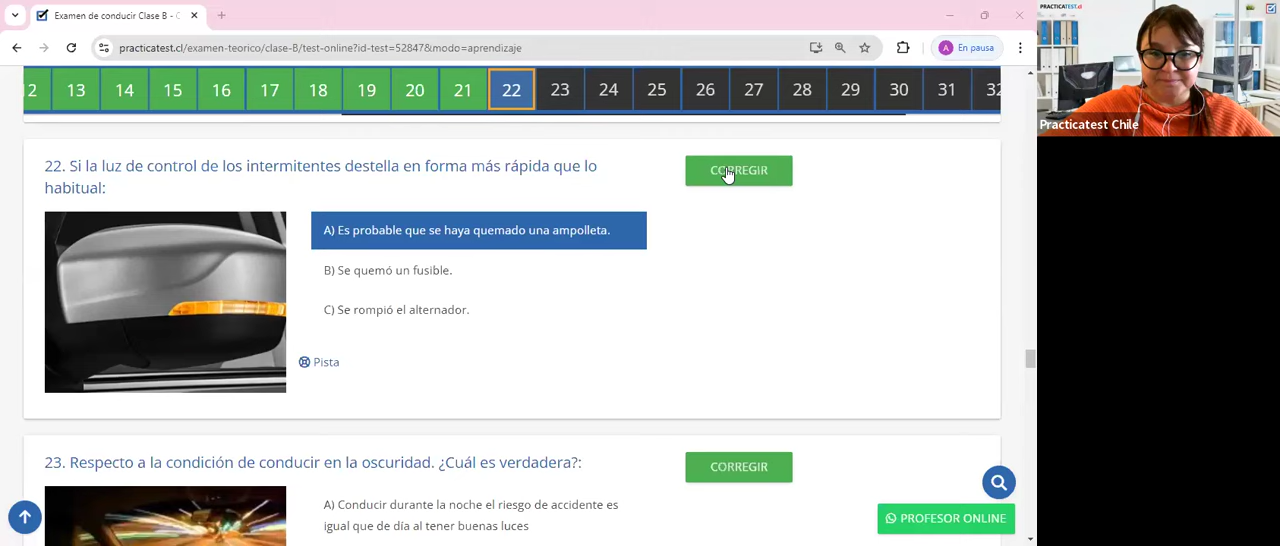 Examen de conducir Clase B - C
practicatest.cl/examen-teorico/clase-B/test-online?id-test=52847&modo=aprendizaje
A En pausa
PRACTICATEST.CL
Practicatest Chile
12 13 14 15 16 17 18 19 20 21 22 23 24 25 26 27 28 29 30 31 32
22. Si la luz de control de los intermitentes destella en forma más rápida que lo
habitual:
CORREGIR
A) Es probable que se haya quemado una ampolleta.
B) Se quemó un fusible.
C) Se rompió el alternador.
Pista
23. Respecto a la condición de conducir en la oscuridad. ¿Cuál es verdadera?:
CORREGIR
A) Conducir durante la noche el riesgo de accidente es
igual que de día al tener buenas luces
PROFESOR ONLINE